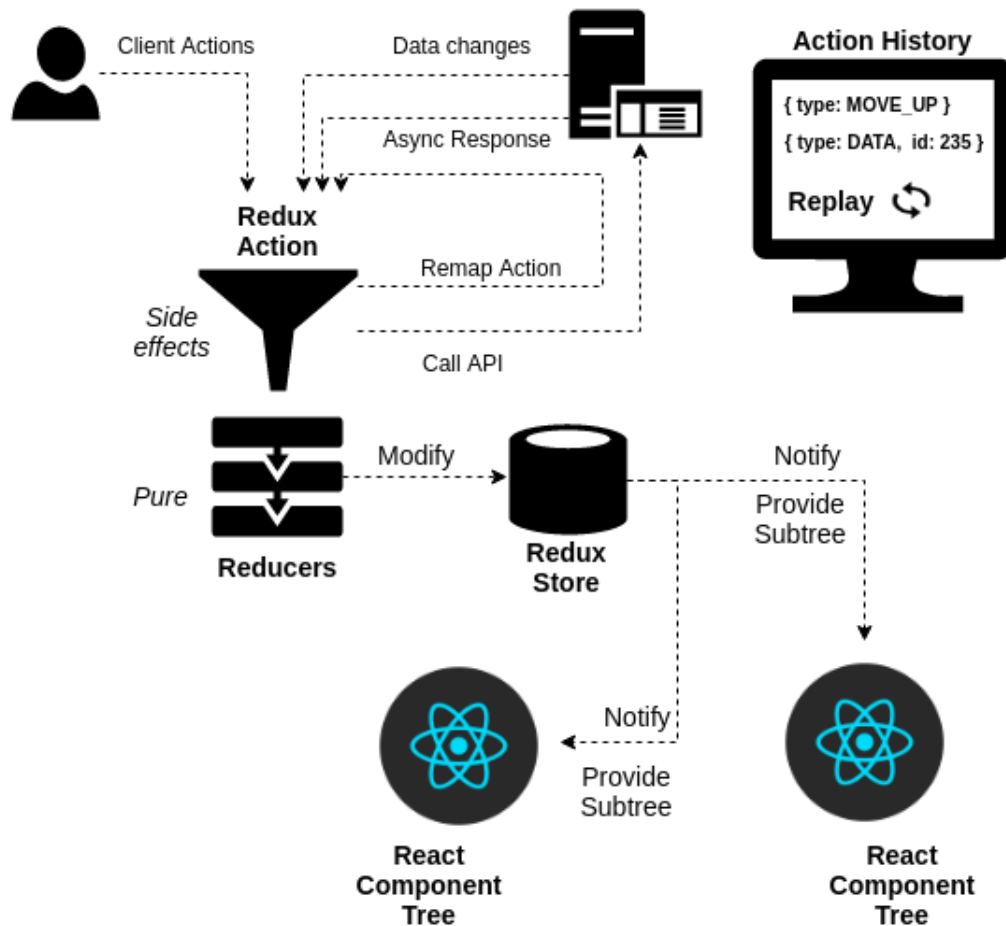 Client Actions
Data changes
Async Response
Action History
{ type: MOVE_UP }
{ type: DATA,  id: 235 }
Replay
Redux
Action
Remap Action
Side
effects
Call API
Pure
Reducers
Modify
Redux
Store
Notify
Provide
Subtree
Notify
Provide
Subtree
React
Component
Tree
React
Component
Tree